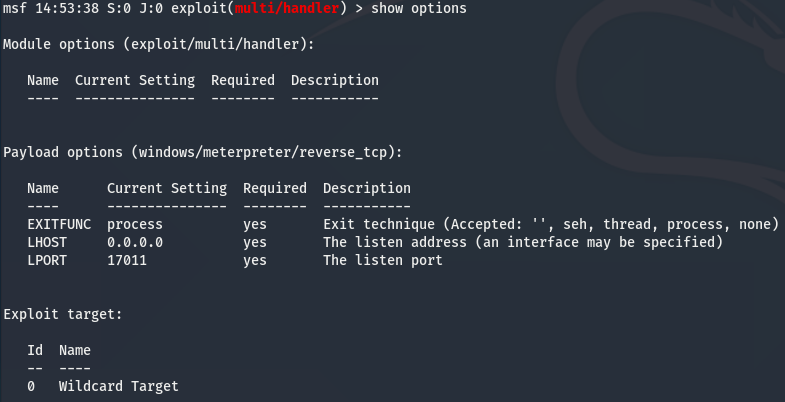 msf 14:53:38 S:0 J:0 exploit(multi/handler) > show options
Module options (exploit/multi/handler):
Name  Current Setting  Required  Description
----  ---------------  --------  -----------
Payload options (windows/meterpreter/reverse_tcp):
Name      Current Setting  Required  Description
----      ---------------  --------  -----------
EXITFUNC  process          yes       Exit technique (Accepted: '', seh, thread, process, none)
LHOST     0.0.0.0          yes       The listen address (an interface may be specified)
LPORT     17011            yes       The listen port
Exploit target:
Id  Name
--  ----
0   Wildcard Target